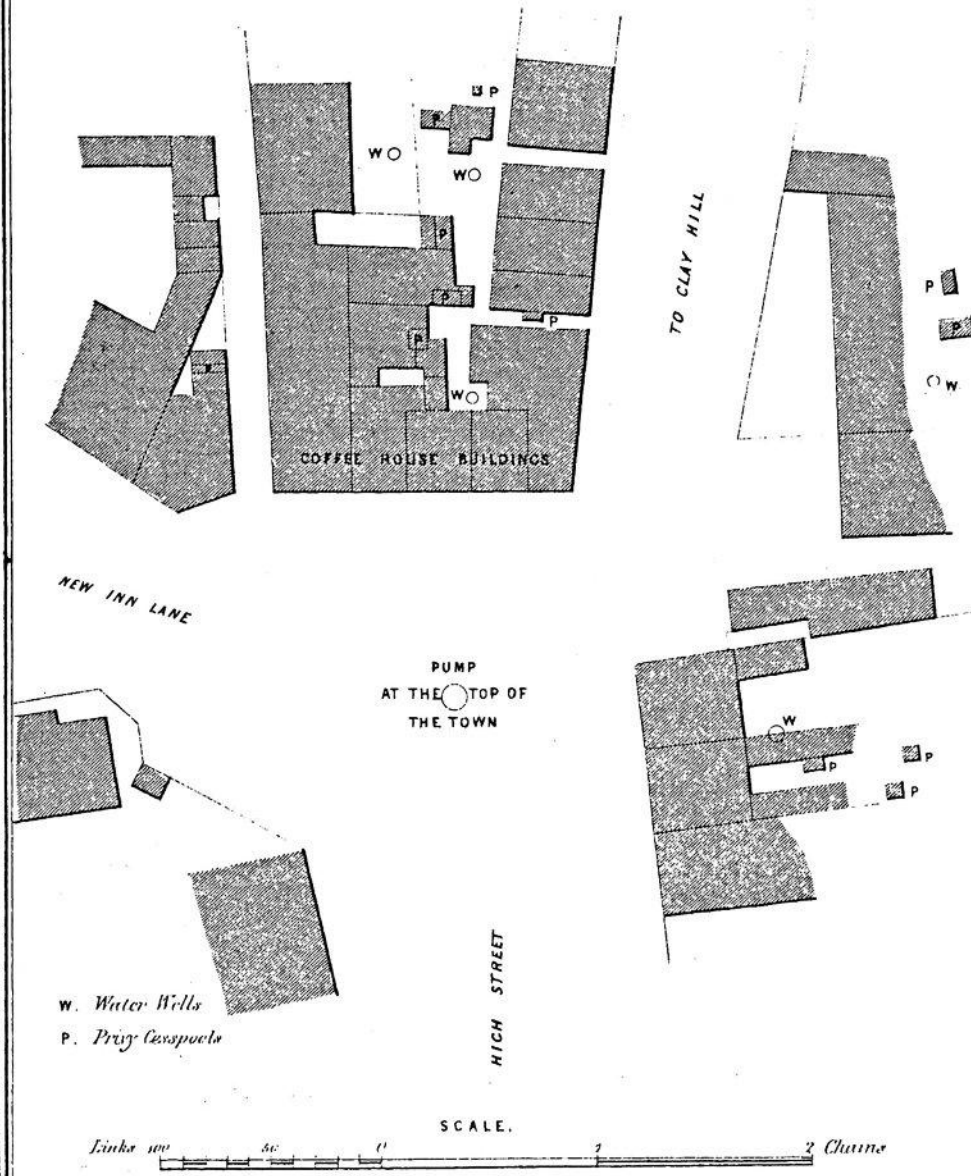 P
P
W
W
TO CLAY HILL
P
P
P
P
P
P
P
P
W
W
COFFEE HOUSE BUILDINGS
NEW INN LANE
PUMP
AT THE TOP OF
THE TOWN
W
P
P
P
HIGH STREET
W. Water Wells
P. Privy Cesspools
SCALE.
Links 100 50 0 1 2 Chains